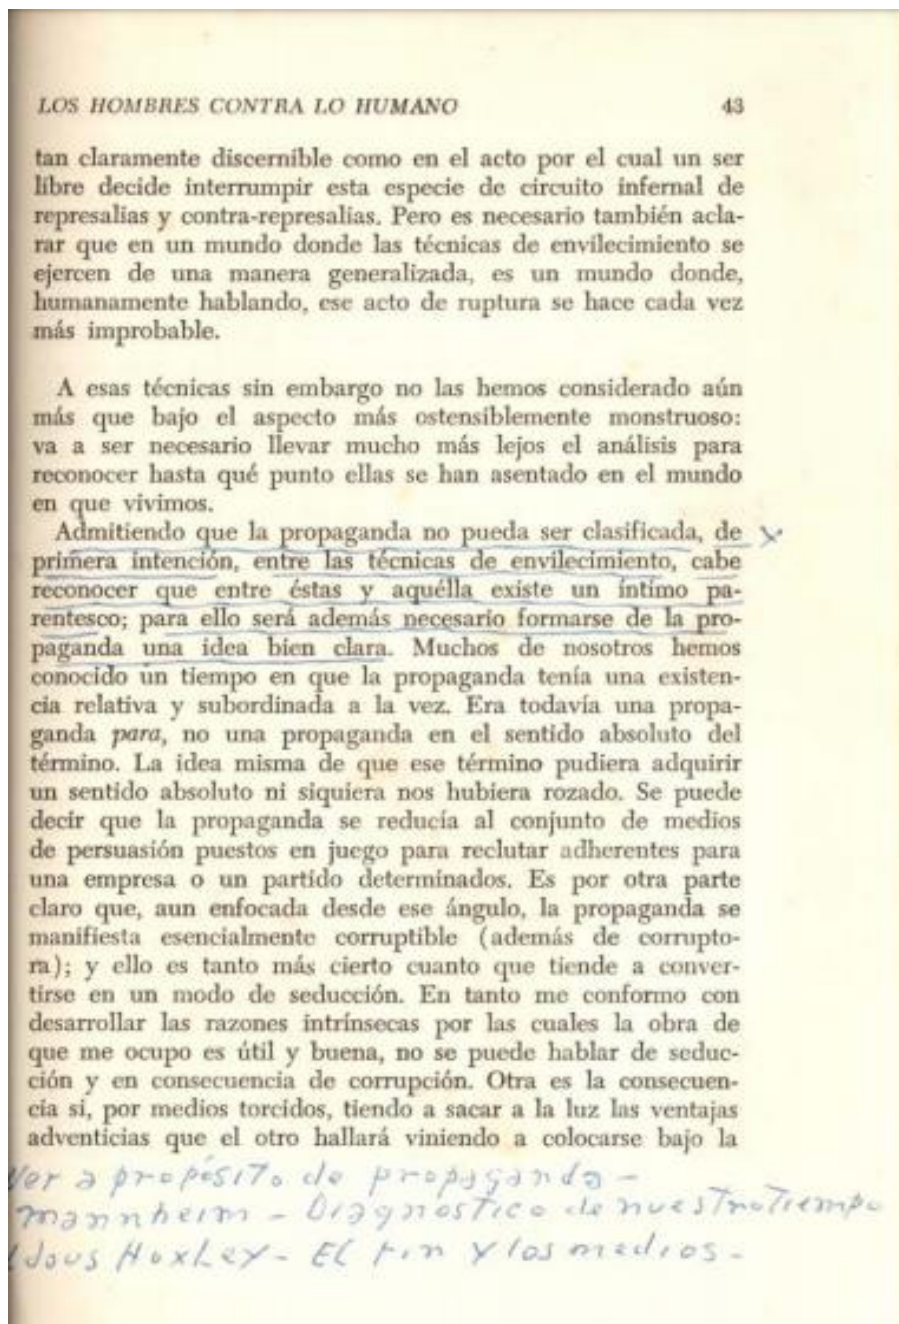 LOS HOMBRES CONTRA LO HUMANO 43
tan claramente discernible como en el acto por el cual un ser
libre decide interrumpir esta especie de circuito infernal de
represalias y contra-represalias. Pero es necesario también acla-
rar que en un mundo donde las técnicas de envilecimiento se
ejercen de una manera generalizada, es un mundo donde,
humanamente hablando, ese acto de ruptura se hace cada vez
más improbable.
A esas técnicas sin embargo no las hemos considerado aún
más que bajo el aspecto más ostensiblemente monstruoso:
va a ser necesario llevar mucho más lejos el análisis para
reconocer hasta qué punto ellas se han asentado en el mundo
en que vivimos.
Admitiendo que la propaganda no pueda ser clasificada, de
primera intención, entre las técnicas de envilecimiento, cabe
reconocer que entre éstas y aquélla existe un íntimo pa-
rentesco; para ello será además necesario formarse de la pro-
paganda una idea bien clara. Muchos de nosotros hemos
conocido un tiempo en que la propaganda tenía una existen-
cia relativa y subordinada a la vez. Era todavía una propa-
ganda para, no una propaganda en el sentido absoluto del
término. La idea misma de que ese término pudiera adquirir
un sentido absoluto ni siquiera nos hubiera rozado. Se puede
decir que la propaganda se reducía al conjunto de medios
de persuasión puestos en juego para reclutar adherentes para
una empresa o un partido determinados. Es por otra parte
claro que, aun enfocada desde ese ángulo, la propaganda se
manifiesta esencialmente corruptible (además de corrupto-
ra); y ello es tanto más cierto cuanto que tiende a conver-
tirse en un modo de seducción. En tanto me conformo con
desarrollar las razones intrínsecas por las cuales la obra de
que me ocupo es útil y buena, no se puede hablar de seduc-
ción y en consecuencia de corrupción. Otra es la consecuen-
cia si, por medios torcidos, tiendo a sacar a la luz las ventajas
adventicias que el otro hallará viniendo a colocarse bajo la
Ver a propósito de propaganda -
mannheim - Diagnostico de nuestro tiempo
ldous Huxley - El fin y los medios -